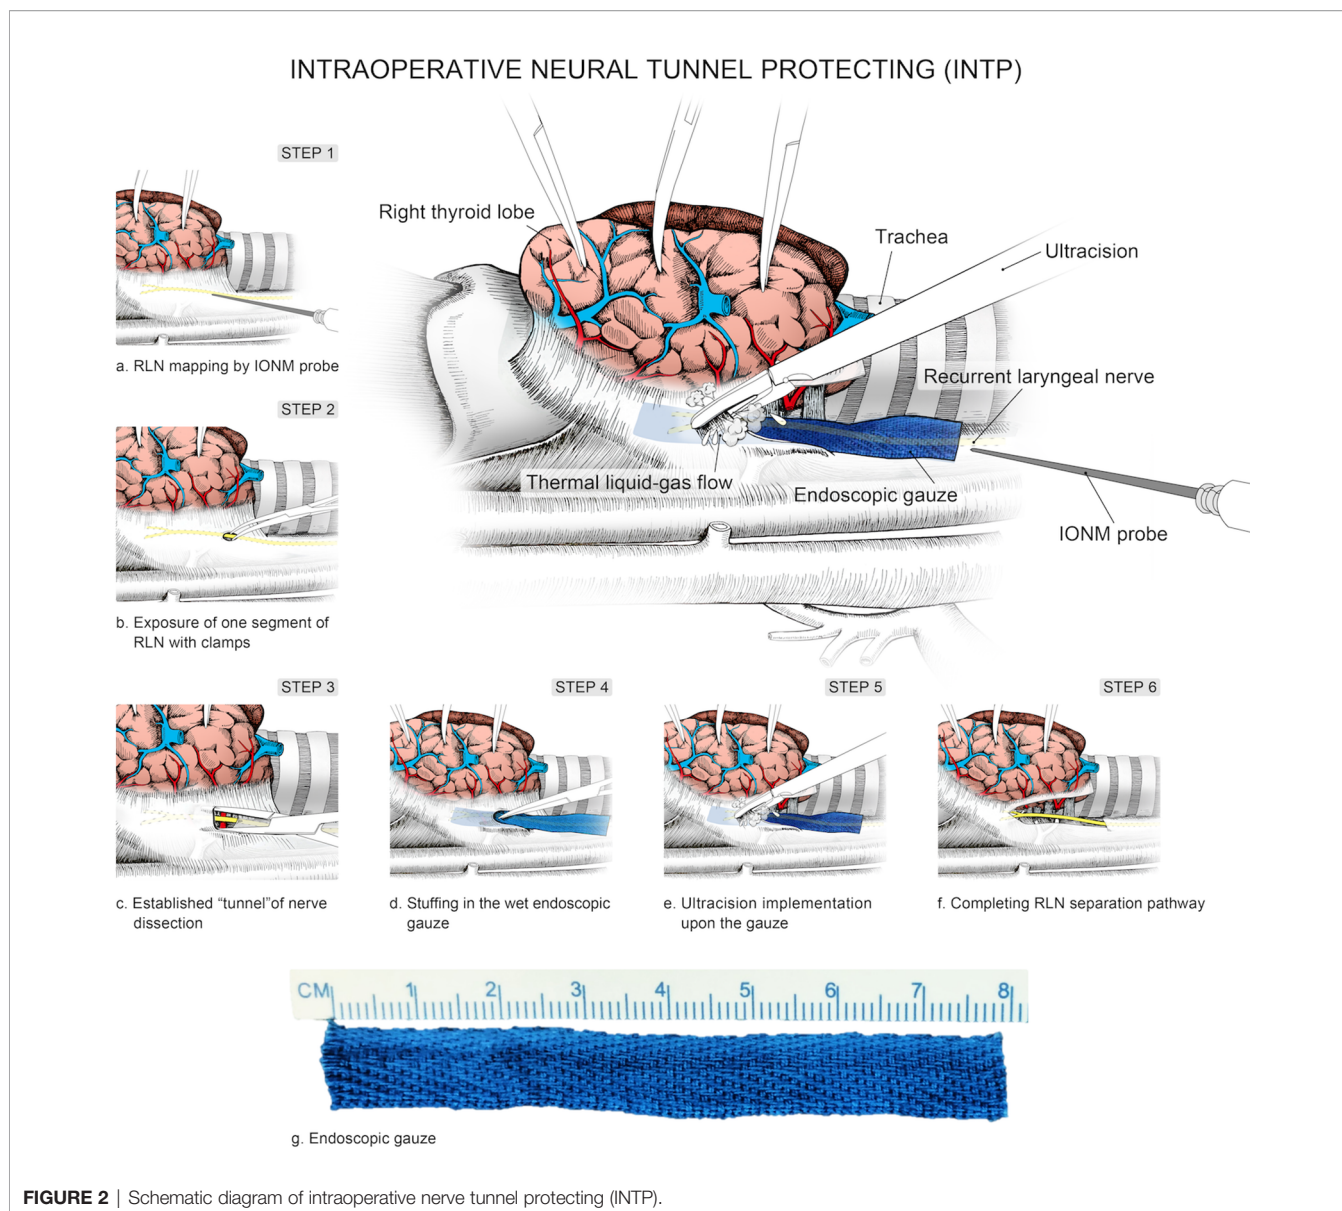 INTRAOPERATIVE NEURAL TUNNEL PROTECTING (INTP)
STEP 1
a. RLN mapping by IONM probe
STEP 2
b. Exposure of one segment of
RLN with clamps
Right thyroid lobe
Trachea
Ultracision
Recurrent laryngeal nerve
Thermal liquid-gas flow
Endoscopic gauze
IONM probe
STEP 3
c. Established “tunnel”of nerve
dissection
STEP 4
d. Stuffing in the wet endoscopic
gauze
STEP 5
e. Ultracision implementation
upon the gauze
STEP 6
f. Completing RLN separation pathway
CM 1 2 3 4 5 6 7 8
g. Endoscopic gauze
FIGURE 2 | Schematic diagram of intraoperative nerve tunnel protecting (INTP).